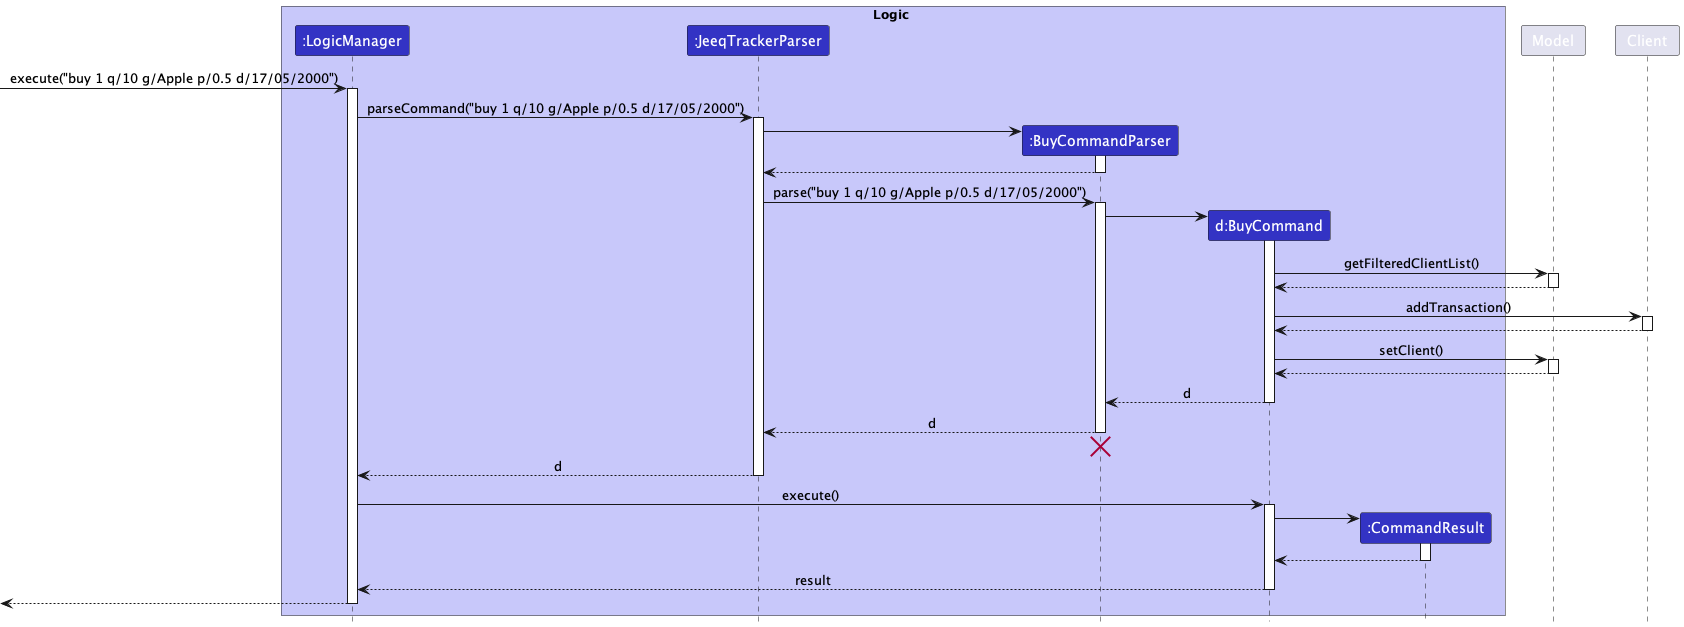 Logic
:LogicManager
:JeeqTrackerParser
Model
Client
execute("buy 1 q/10 g/Apple p/0.5 d/17/05/2000")
parseCommand("buy 1 q/10 g/Apple p/0.5 d/17/05/2000")
:BuyCommandParser
parse("buy 1 q/10 g/Apple p/0.5 d/17/05/2000")
d:BuyCommand
getFilteredClientList()
addTransaction()
setClient()
d
d
d
execute()
:CommandResult
result